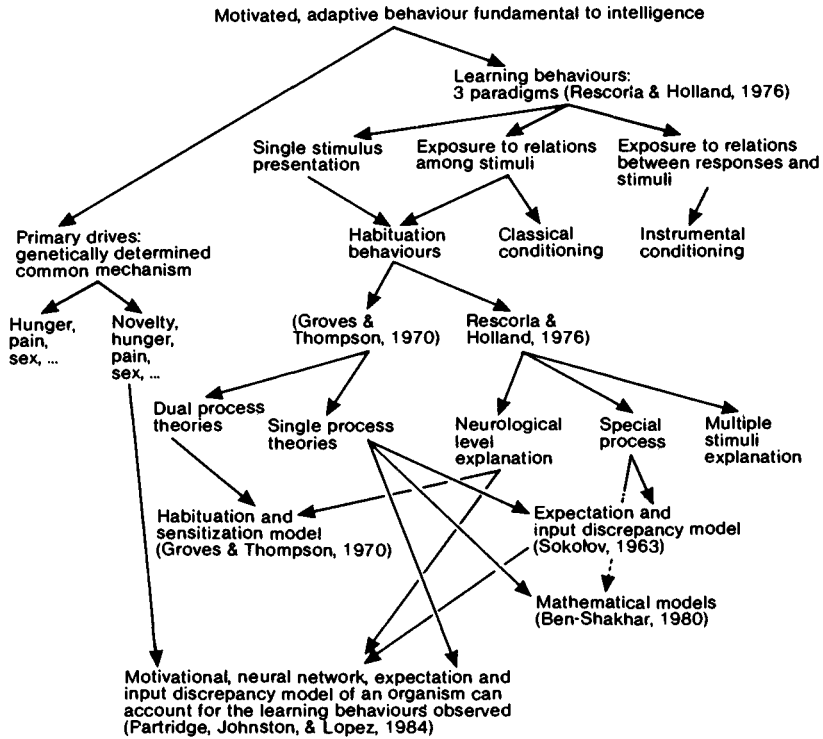 Motivated, adaptive behaviour fundamental to intelligence
Learning behaviours:
3 paradigms (Rescorla & Holland, 1976)
Single stimulus
presentation
Exposure to relations
among stimuli
Exposure to relations
between responses and
stimuli
Primary drives:
genetically determined
common mechanism
Habituation
behaviours
Classical
conditioning
Instrumental
conditioning
Hunger,
pain,
sex, ...
Novelty,
hunger,
pain,
sex, ...
(Groves &
Thompson, 1970)
Rescorla &
Holland, 1976)
Dual process
theories
Single process
theories
Neurological
level
explanation
Special
process
Multiple
stimuli
explanation
Habituation and
sensitization model
(Groves & Thompson, 1970)
Expectation and
input discrepancy model
(Sokolov, 1963)
Mathematical models
(Ben-Shakhar, 1980)
Motivational, neural network, expectation and
input discrepancy model of an organism can
account for the learning behaviours observed
(Partridge, Johnston, & Lopez, 1984)